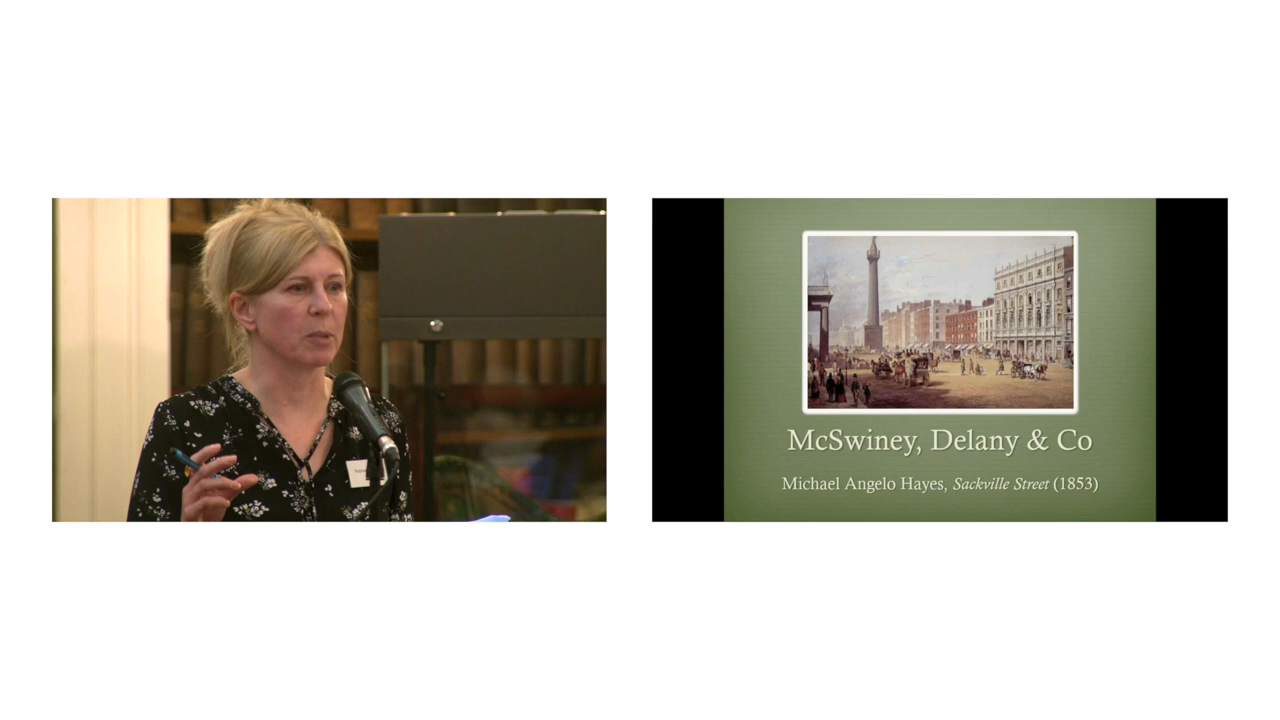 McSwiney, Delany & Co
Michael Angelo Hayes, Sackville Street (1853)